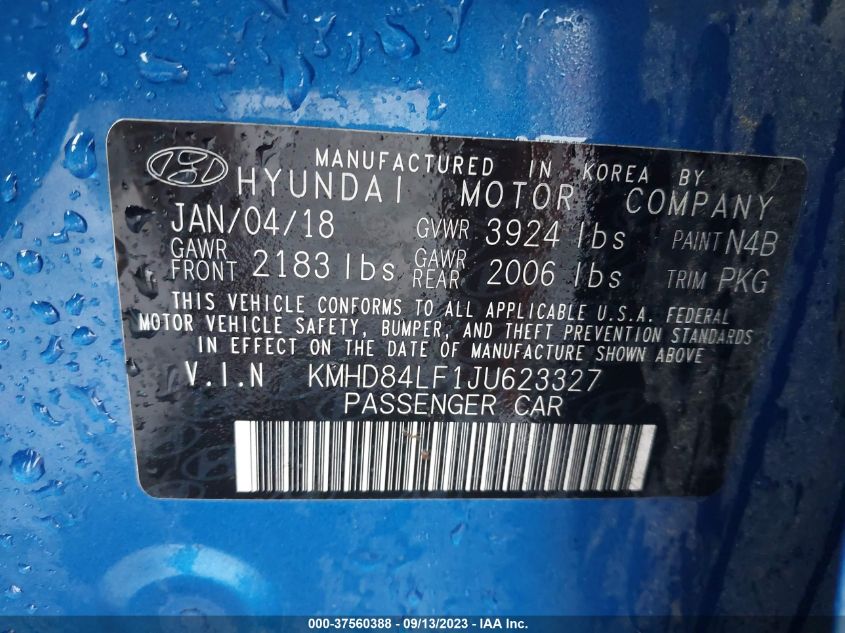 MANUFACTURED IN KOREA BY
HYUNDAI MOTOR COMPANY
JAN/04/18 GVWR 3924 lbs PAINT N4B
GAWR FRONT 2183 lbs GAWR REAR 2006 lbs TRIM PKG
THIS VEHICLE CONFORMS TO ALL APPLICABLE U.S.A. FEDERAL
MOTOR VEHICLE SAFETY, BUMPER, AND THEFT PREVENTION STANDARDS
IN EFFECT ON THE DATE OF MANUFACTURE SHOWN ABOVE
V.I.N KMHD84LF1JU623327
PASSENGER CAR
000-37560388 - 09/13/2023 - © IAA, Inc.